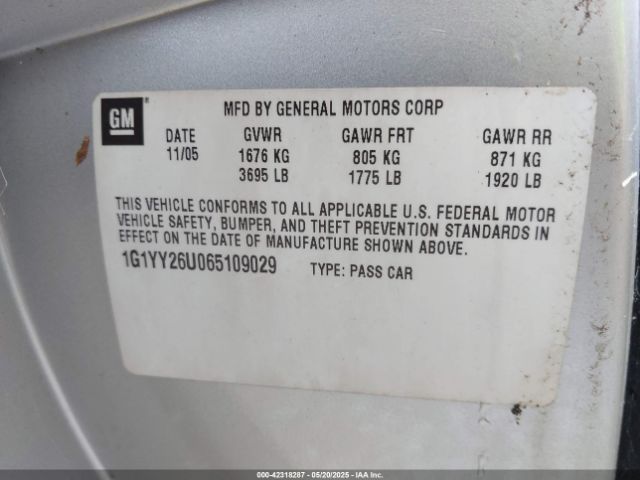 GM ®
MFD BY GENERAL MOTORS CORP
DATE GVWR GAWR FRT GAWR RR
11/05 1676 KG 805 KG 871 KG
3695 LB 1775 LB 1920 LB
THIS VEHICLE CONFORMS TO ALL APPLICABLE U.S. FEDERAL MOTOR
VEHICLE SAFETY, BUMPER, AND THEFT PREVENTION STANDARDS IN
EFFECT ON THE DATE OF MANUFACTURE SHOWN ABOVE.
1G1YY26U065109029 TYPE: PASS CAR
000-42318287 - 05/20/2025 - IAAI.COM